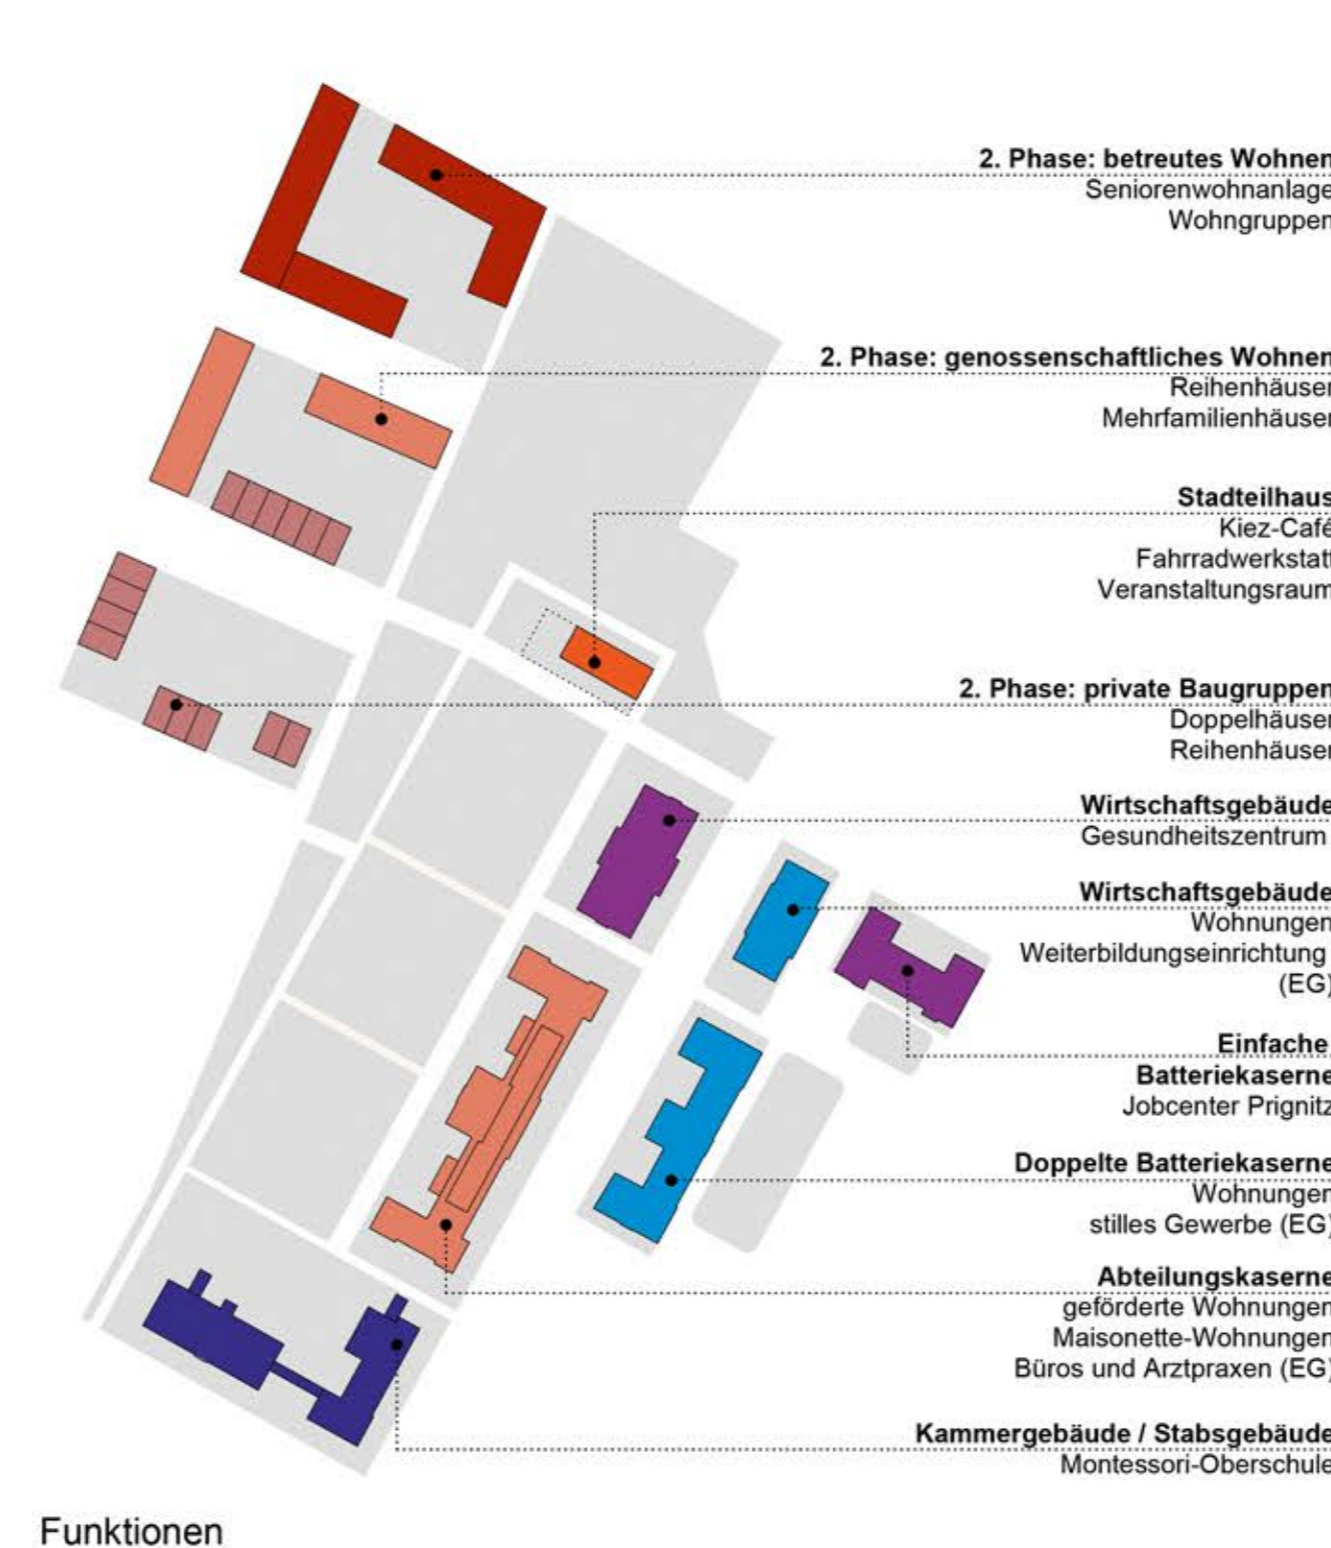 2. Phase: betreutes Wohnen
Seniorenwohnanlage
Wohngruppen
2. Phase: genossenschaftliches Wohnen
Reihenhäuser
Mehrfamilienhäuser
Stadteilhaus
Kiez-Café
Fahrradwerkstatt
Veranstaltungsraum
2. Phase: private Baugruppen
Doppelhäuser
Reihenhäuser
Wirtschaftsgebäude
Gesundheitszentrum
Wirtschaftsgebäude
Wohnungen
Weiterbildungseinrichtung
(EG)
Einfache
Batteriekaserne
Jobcenter Prignitz
Doppelte Batteriekaserne
Wohnungen
stilles Gewerbe (EG)
Abteilungskaserne
geförderte Wohnungen
Maisonette-Wohnungen
Büros und Arztpraxen (EG)
Kammergebäude / Stabsgebäude
Montessori-Oberschule
Funktionen